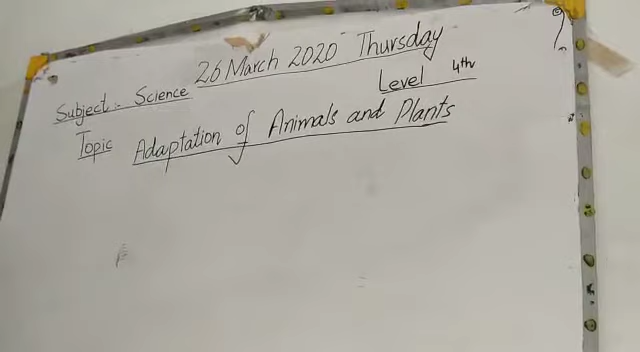 26 March 2020 Thursday
Subject:- Science
Level 4th
Topic Adaptation of Animals and Plants